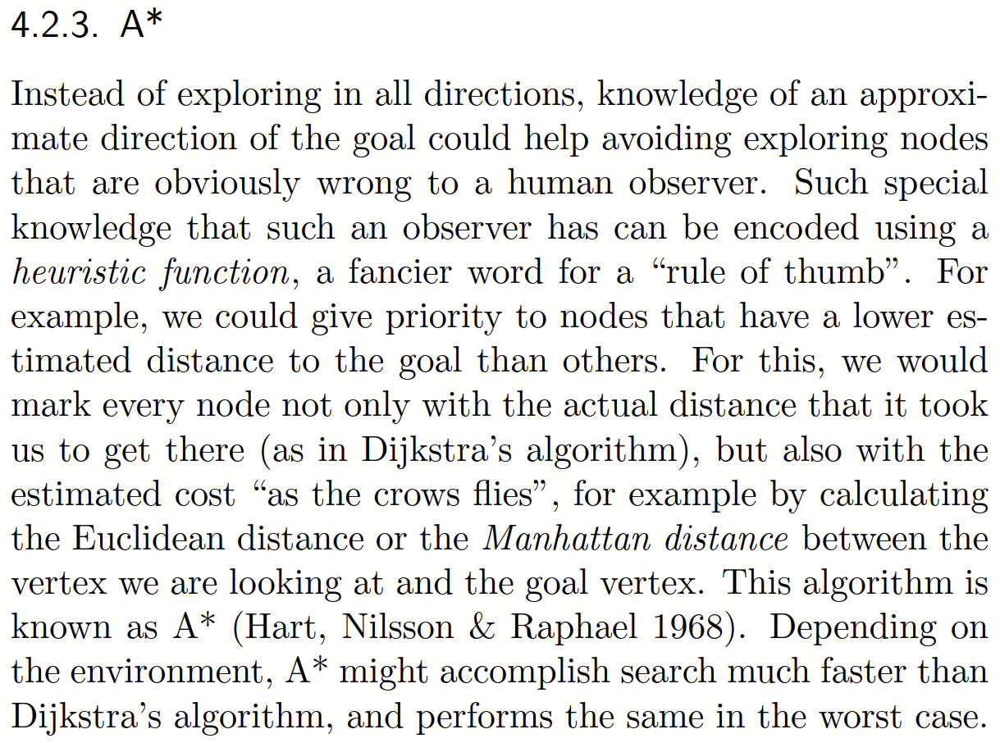 4.2.3. A*
Instead of exploring in all directions, knowledge of an approxi-
mate direction of the goal could help avoiding exploring nodes
that are obviously wrong to a human observer. Such special
knowledge that such an observer has can be encoded using a
heuristic function, a fancier word for a “rule of thumb”. For
example, we could give priority to nodes that have a lower es-
timated distance to the goal than others. For this, we would
mark every node not only with the actual distance that it took
us to get there (as in Dijkstra’s algorithm), but also with the
estimated cost “as the crows flies”, for example by calculating
the Euclidean distance or the Manhattan distance between the
vertex we are looking at and the goal vertex. This algorithm is
known as A* (Hart, Nilsson & Raphael 1968). Depending on
the environment, A* might accomplish search much faster than
Dijkstra’s algorithm, and performs the same in the worst case.